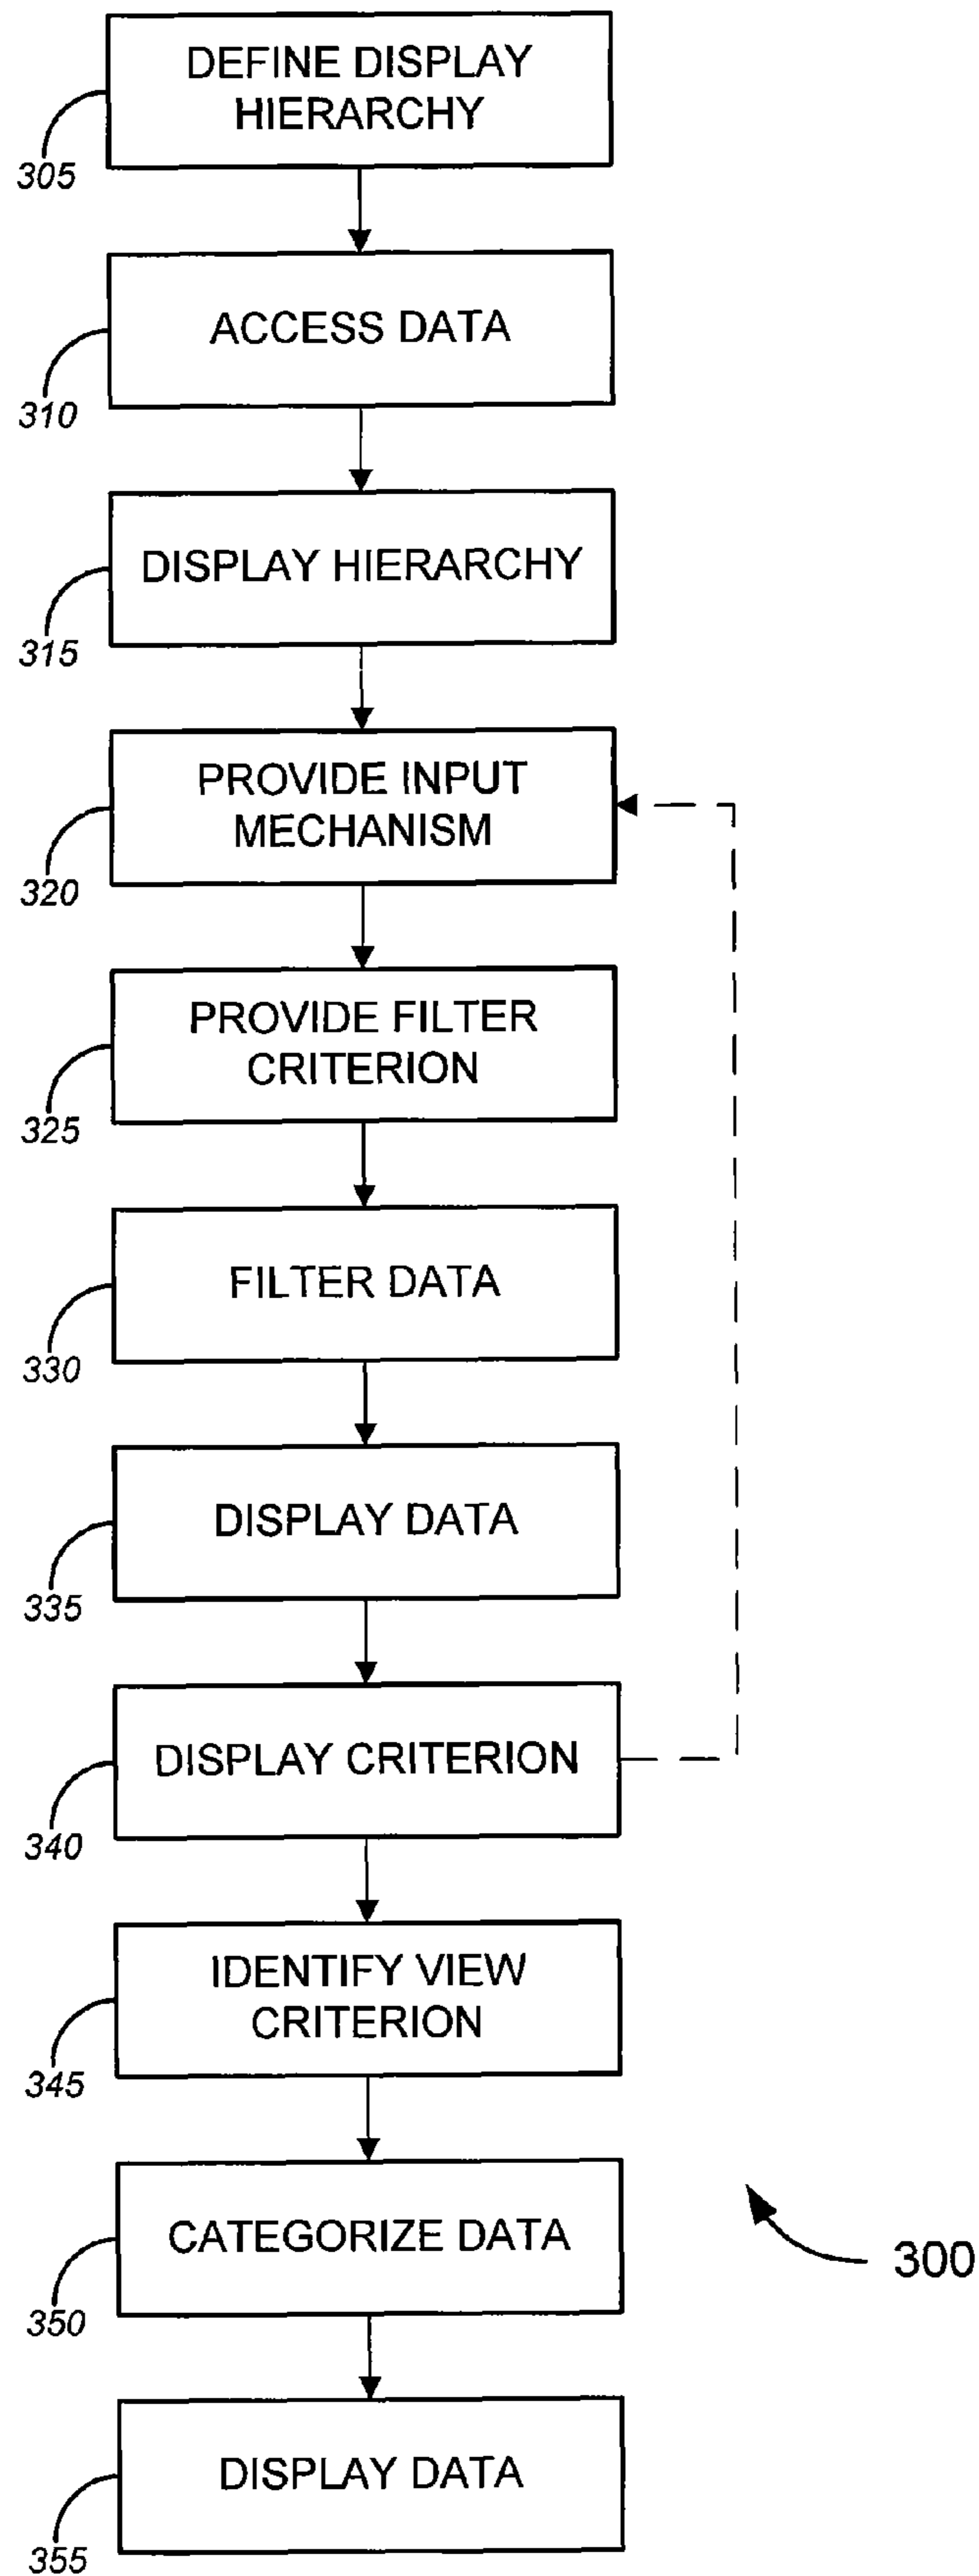 DEFINE DISPLAY
HIERARCHY
305
ACCESS DATA
310
DISPLAY HIERARCHY
315
PROVIDE INPUT
MECHANISM
320
PROVIDE FILTER
CRITERION
325
FILTER DATA
330
DISPLAY DATA
335
DISPLAY CRITERION
340
IDENTIFY VIEW
CRITERION
345
CATEGORIZE DATA
350
300
DISPLAY DATA
355